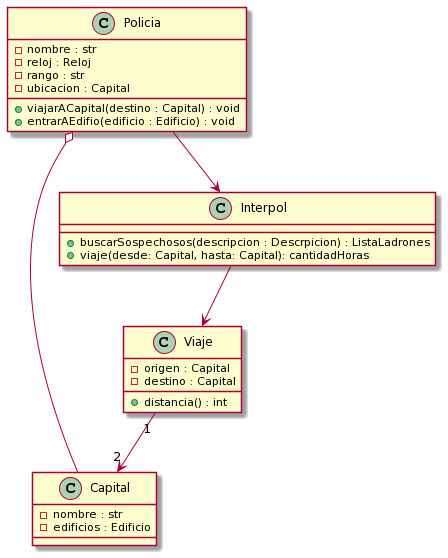 C Policia
nombre : str
reloj : Reloj
rango : str
ubicacion : Capital
viajarACapital(destino : Capital) : void
entrarAEdifio(edificio : Edificio) : void
C Interpol
buscarSospechosos(descripcion : Descrpicion) : ListaLadrones
viaje(desde: Capital, hasta: Capital): cantidadHoras
C Viaje
origen : Capital
destino : Capital
distancia() : int
1
2
C Capital
nombre : str
edificios : Edificio